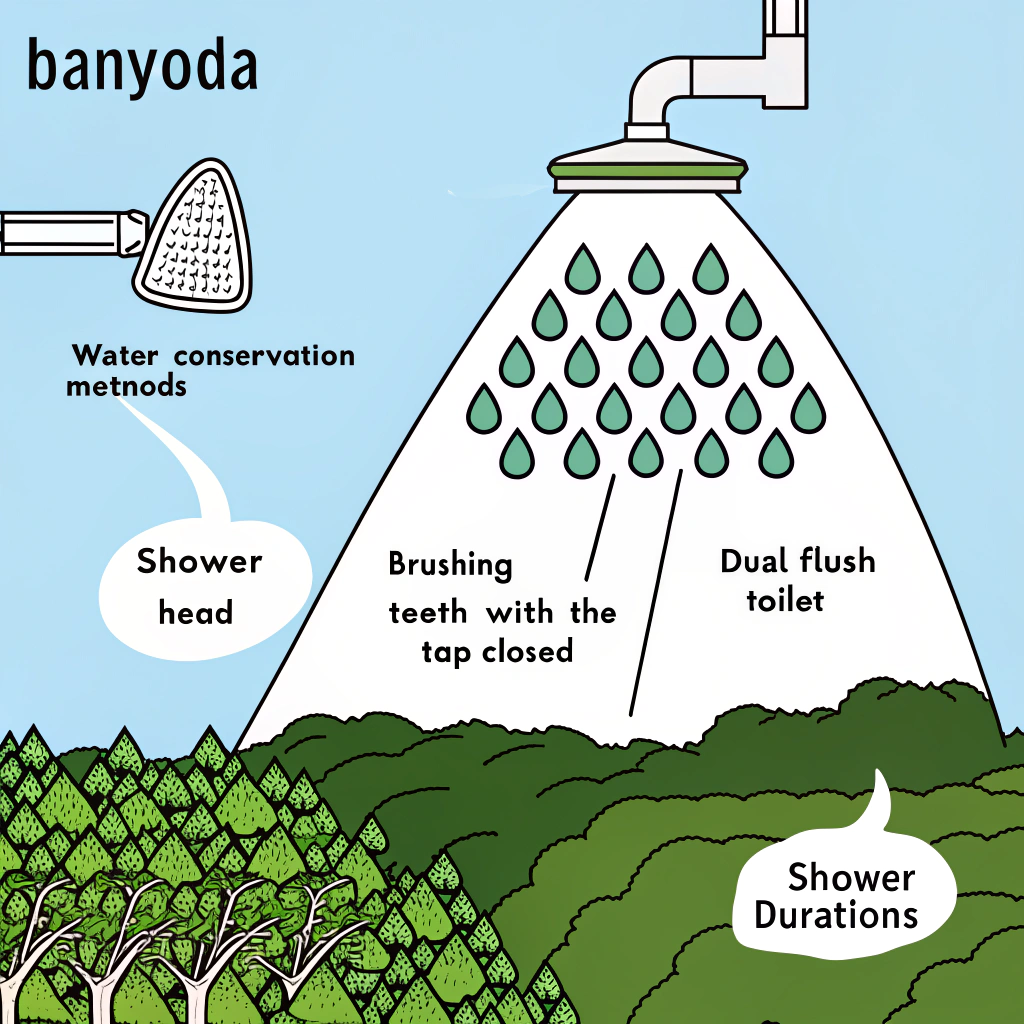 banyoda
Water conservation
metnods
Shower
head
Brushing
teeth with the
tap closed
Dual flush
toilet
Shower
Durations